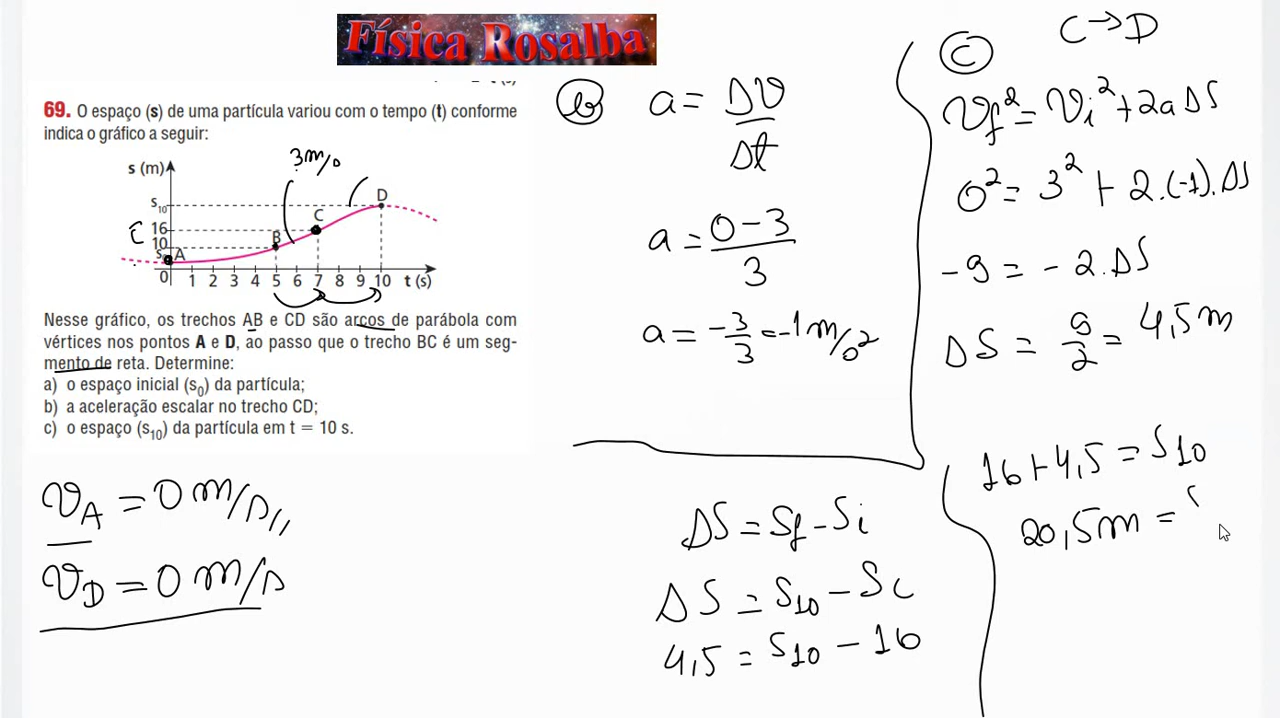 Física Rosalba
69. O espaço (s) de uma partícula variou com o tempo (t) conforme
indica o gráfico a seguir:
3m/s
s (m)
s10
16
10
s0
0 1 2 3 4 5 6 7 8 9 10 t (s)
A
B
C
D
Nesse gráfico, os trechos AB e CD são arcos de parábola com
vértices nos pontos A e D, ao passo que o trecho BC é um seg-
mento de reta. Determine:
a) o espaço inicial (s0) da partícula;
b) a aceleração escalar no trecho CD;
c) o espaço (s10) da partícula em t = 10 s.
vA = 0 m/s
vD = 0 m/s
b
a = Δv/Δt
a = 0 - 3/3
a = -3/3 = -1 m/s²
ΔS = Sf - Si
ΔS = S10 - Sc
4,5 = S10 - 16
c
C → D
vf² = vi² + 2aΔS
0² = 3² + 2.(-1).ΔS
-9 = -2.ΔS
ΔS = 9/2 = 4,5m
16 + 4,5 = S10
20,5m =